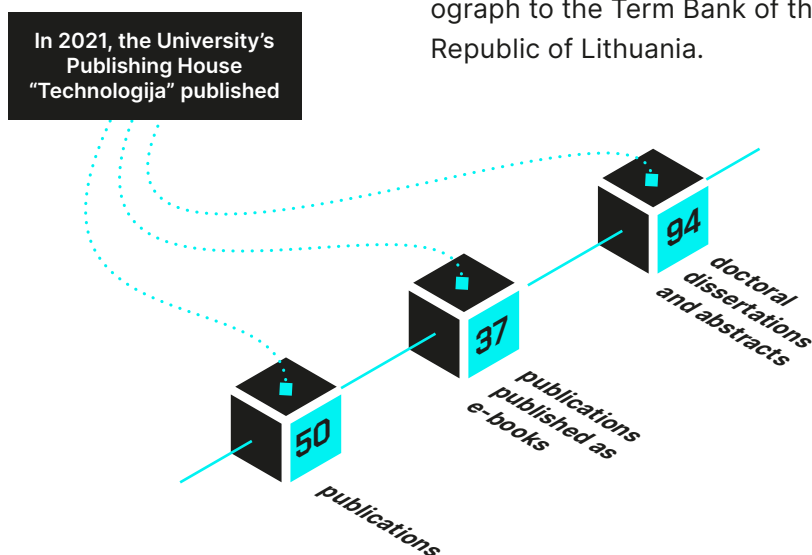 ograph to the Term Bank of th
Republic of Lithuania.
In 2021, the University’s
Publishing House
“Technologija” published
94
doctoral
dissertations
and abstracts
37
publications
published as
e-books
50
publications